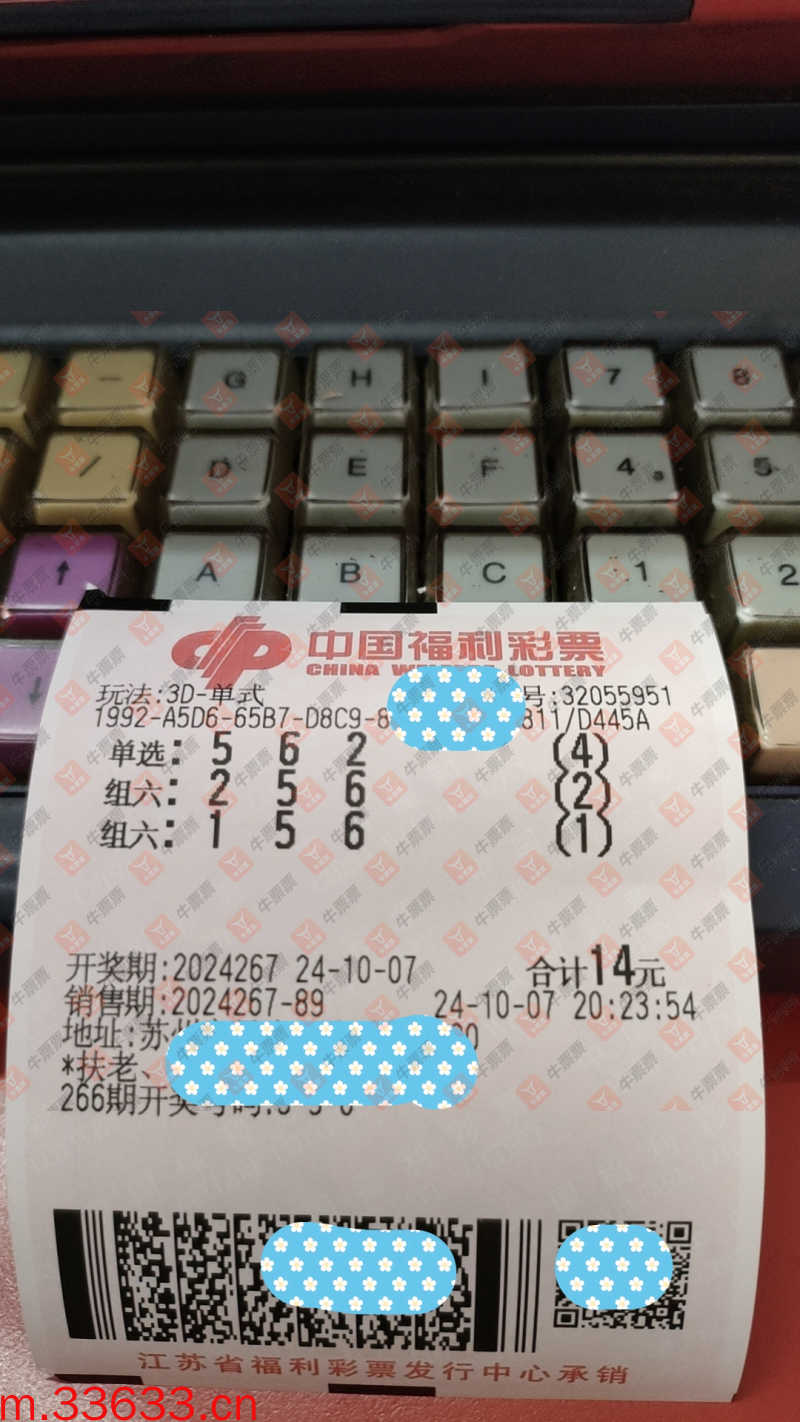 - G H I 7 8
/ D E F 4 5
↑ A B C 1 2
↓
中国福利彩票
CHINA WELFARE LOTTERY
玩法:3D-单式 号:32055951
1992-A5D6-65B7-D8C9-8 811/D445A
单选: 5 6 2 (4)
组六: 2 5 6 (2)
组六: 1 5 6 (1)
开奖期:2024267 24-10-07 合计14元
销售期:2024267-89 24-10-07 20:23:54
地址:苏州
*扶老、
266期开奖号码:
江苏省福利彩票发行中心承销
m.33633.cn
牛票票